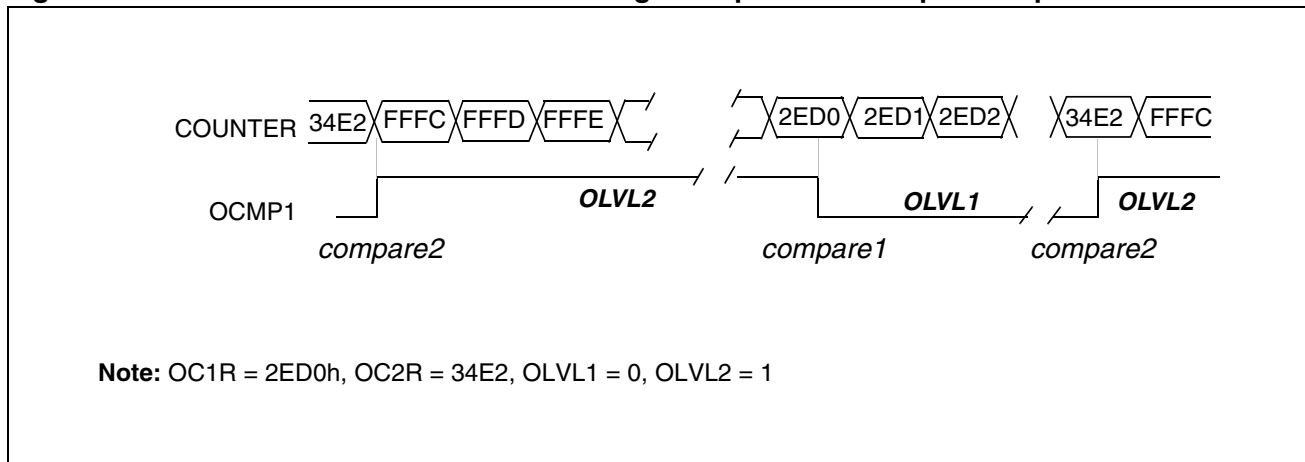 COUNTER 34E2 FFFC FFFD FFFE 2ED0 2ED1 2ED2 34E2 FFFC
OCMP1 OLVL2 OLVL1 OLVL2
compare2 compare1 compare2
Note: OC1R = 2ED0h, OC2R = 34E2, OLVL1 = 0, OLVL2 = 1